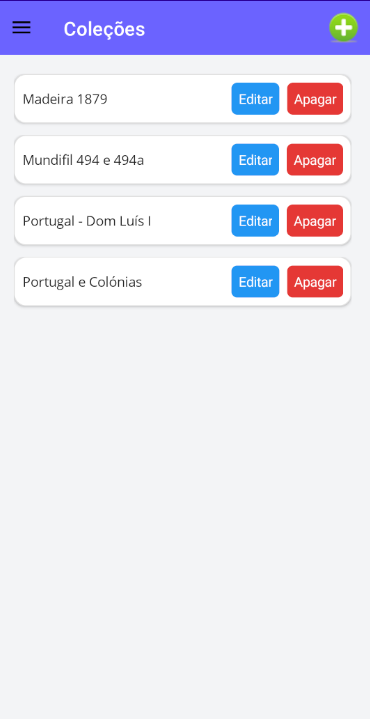 Coleções
Madeira 1879 Editar Apagar
Mundifil 494 e 494a Editar Apagar
Portugal - Dom Luís I Editar Apagar
Portugal e Colónias Editar Apagar